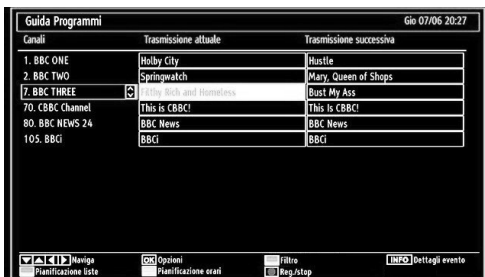 Guida Programmi Gio 07/06 20:27
Canali Trasmissione attuale Trasmissione successiva
1. BBC ONE Holby City Hustle
2. BBC TWO Springwatch Mary, Queen of Shops
7. BBC THREE Filthy Rich and Homeless Bust My Ass
70. CBBC Channel This is CBBC! This Is CBBC!
80. BBC NEWS 24 BBC News BBC News
105. BBCi BBCi BBCi
Naviga OK Opzioni Filtro INFO Dettagli evento
Pianificazione liste Pianificazione orari Reg./stop